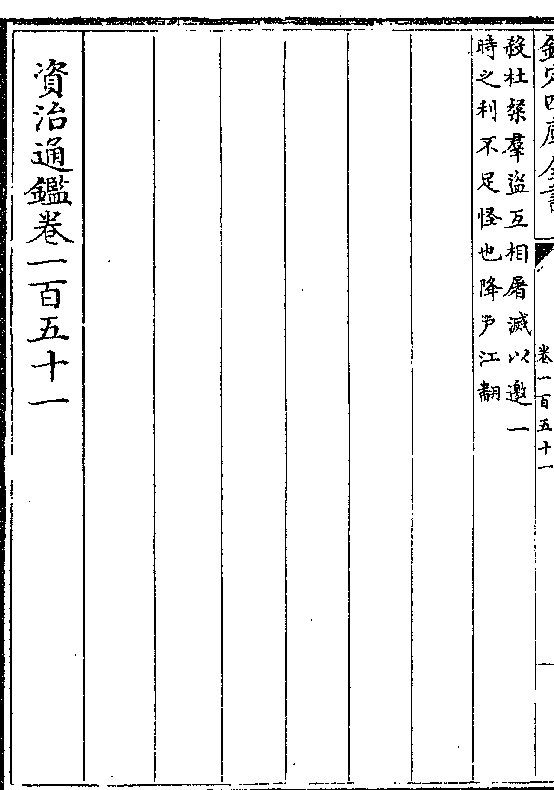 欽定四庫全書
卷一百五十一
殺杜粲羣盗互相屠滅以邀一
時之利不足怪也降戸江翻
資治通鑑卷一百五十一